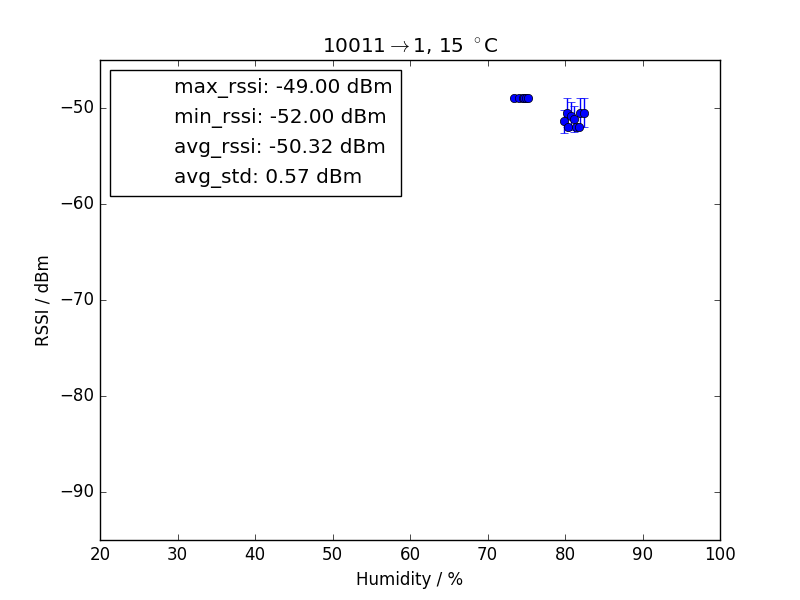 10011→1, 15 °C
max_rssi: -49.00 dBm
min_rssi: -52.00 dBm
avg_rssi: -50.32 dBm
avg_std: 0.57 dBm
RSSI / dBm
−50
−60
−70
−80
−90
20 30 40 50 60 70 80 90 100
Humidity / %